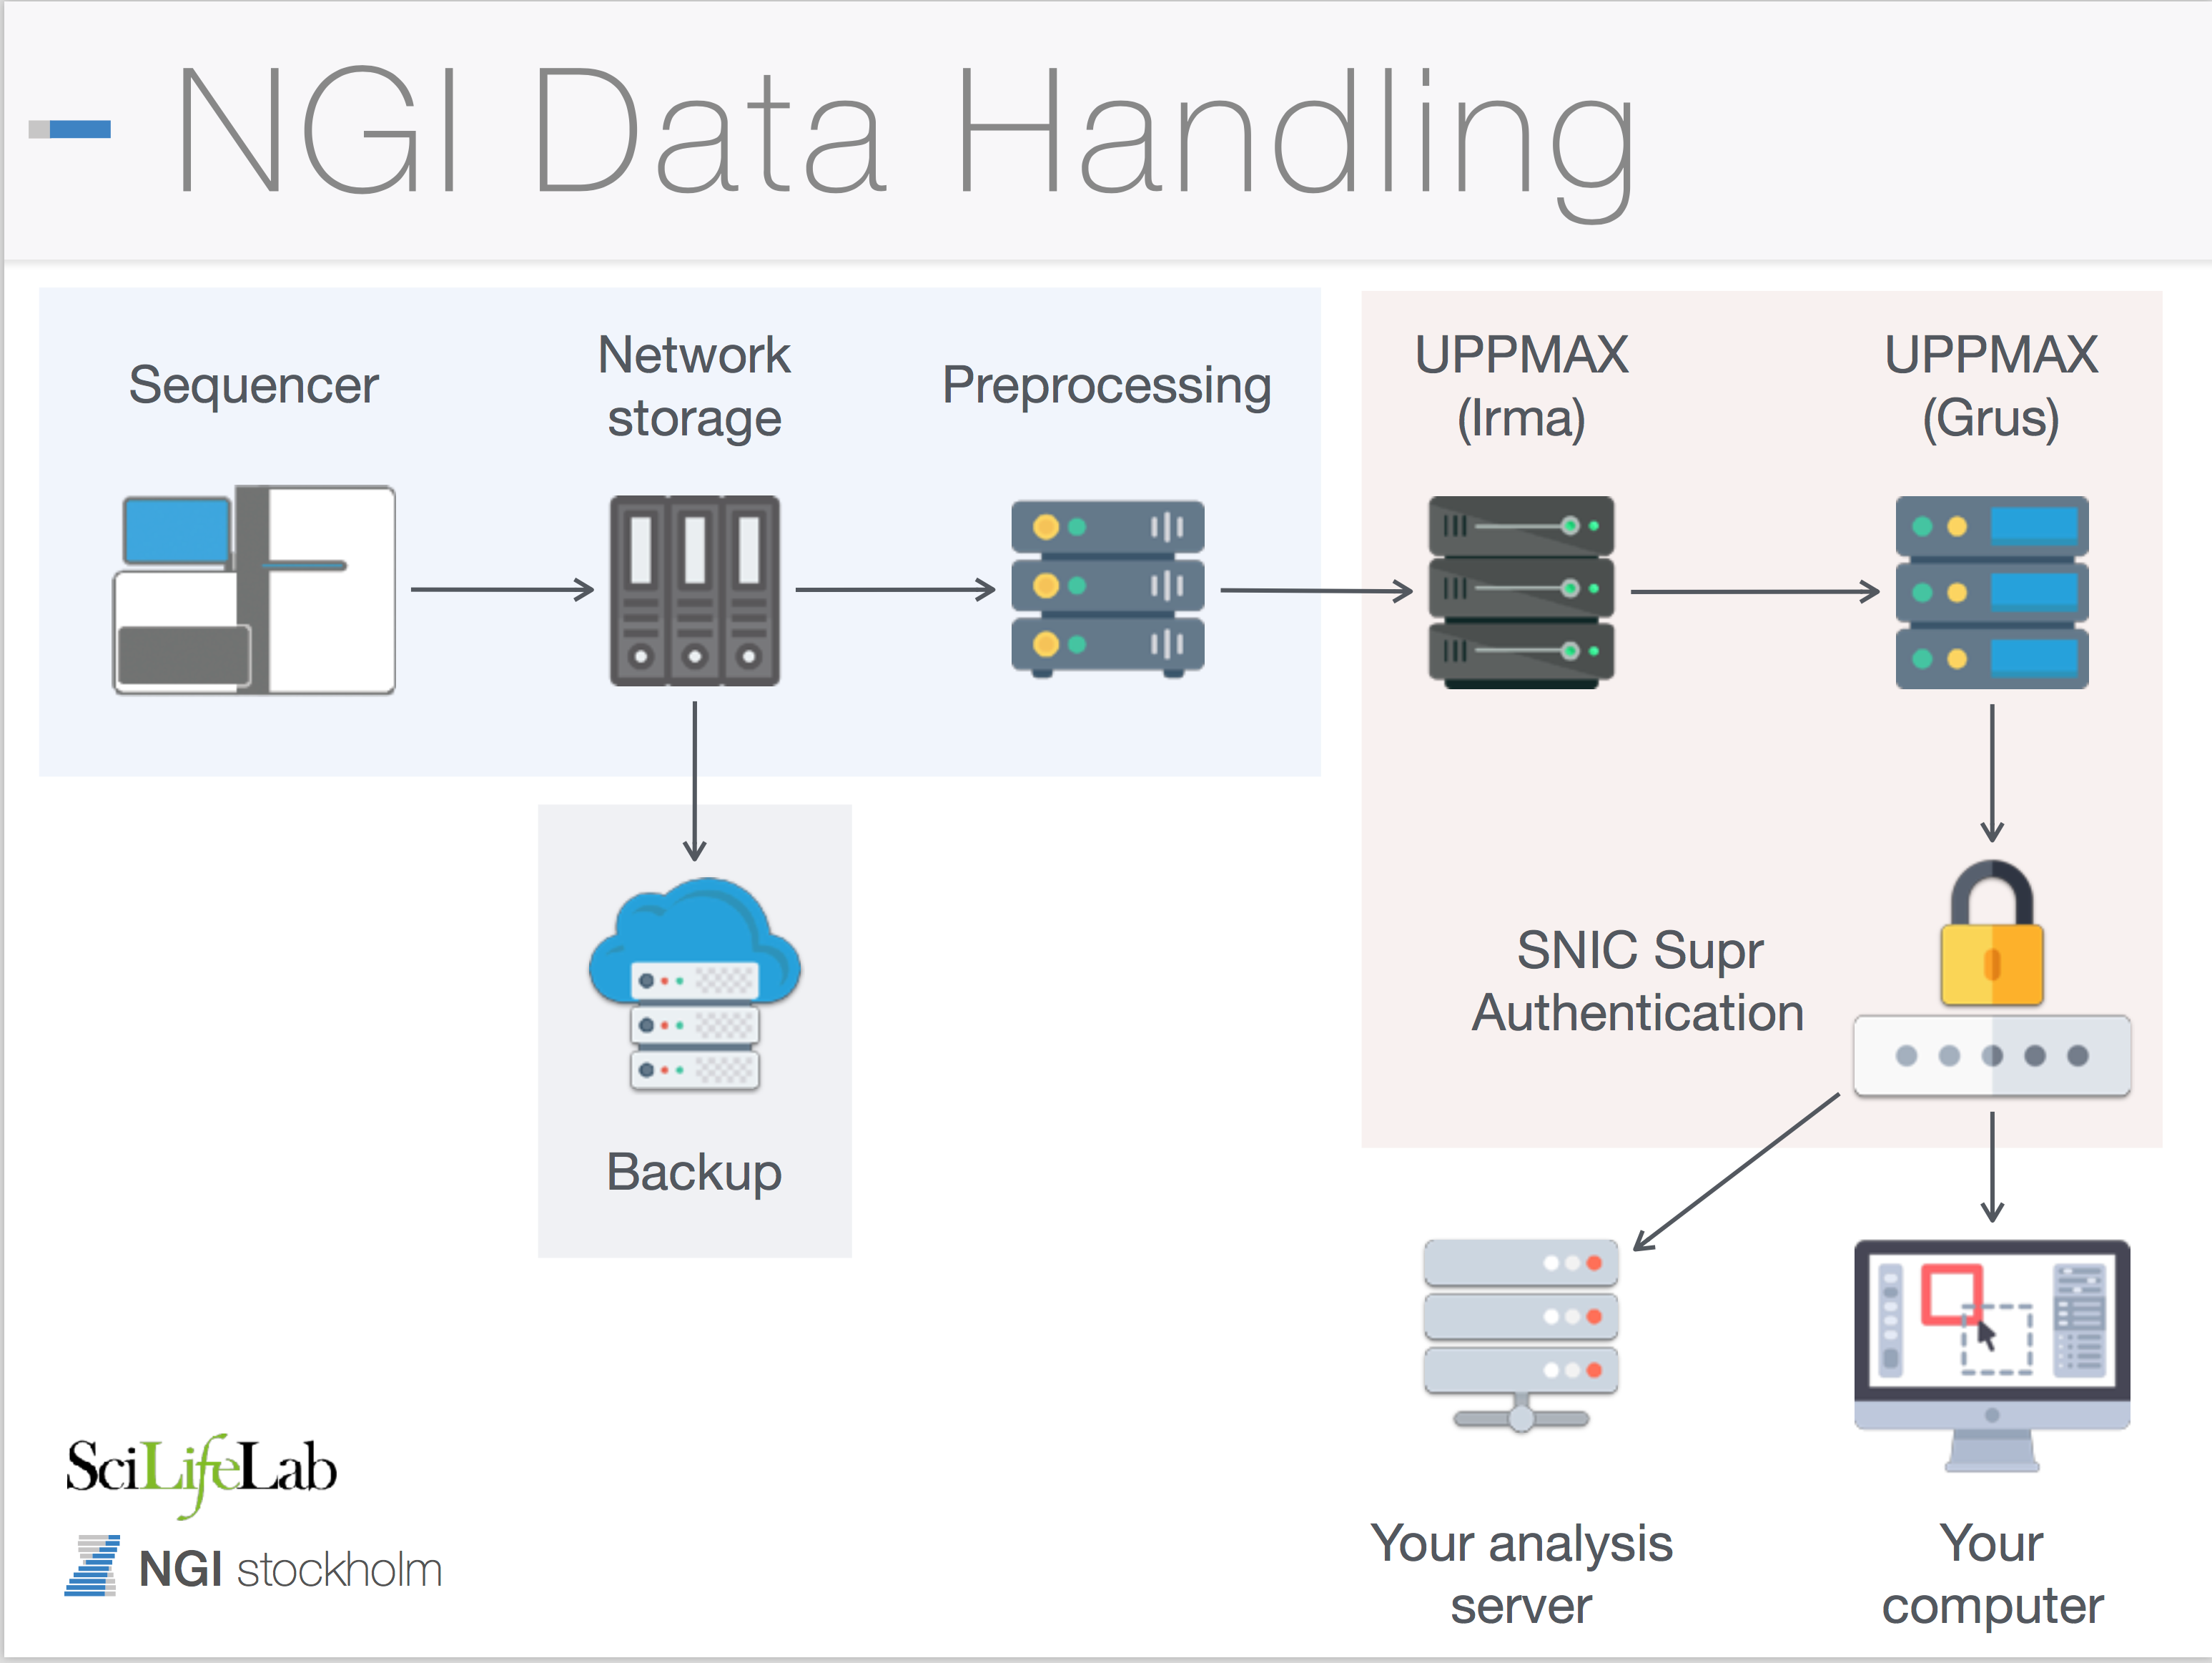 NGI Data Handling
Sequencer
Network
storage
Preprocessing
UPPMAX
(Irma)
UPPMAX
(Grus)
SNIC Supr
Authentication
Backup
Your analysis
server
Your
computer
SciLifeLab
NGI stockholm